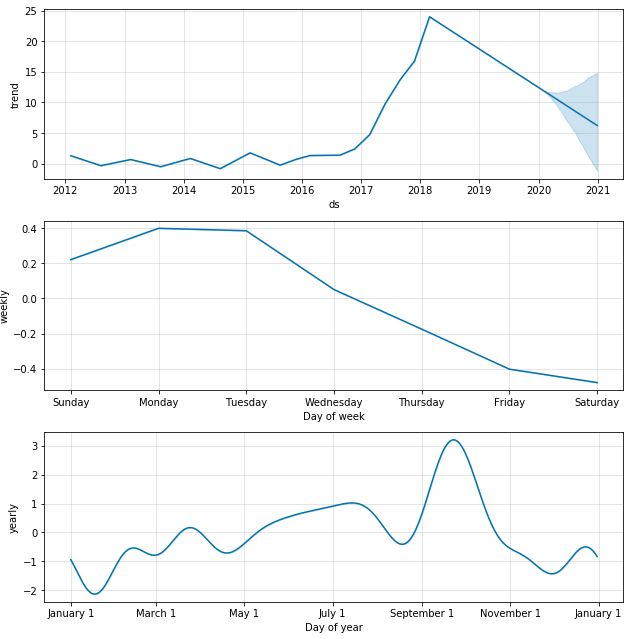 trend
25
20
15
10
5
0
2012 2013 2014 2015 2016 2017 2018 2019 2020 2021
ds
weekly
0.4
0.2
0.0
−0.2
−0.4
Sunday Monday Tuesday Wednesday Thursday Friday Saturday
Day of week
yearly
3
2
1
0
−1
−2
January 1 March 1 May 1 July 1 September 1 November 1 January 1
Day of year